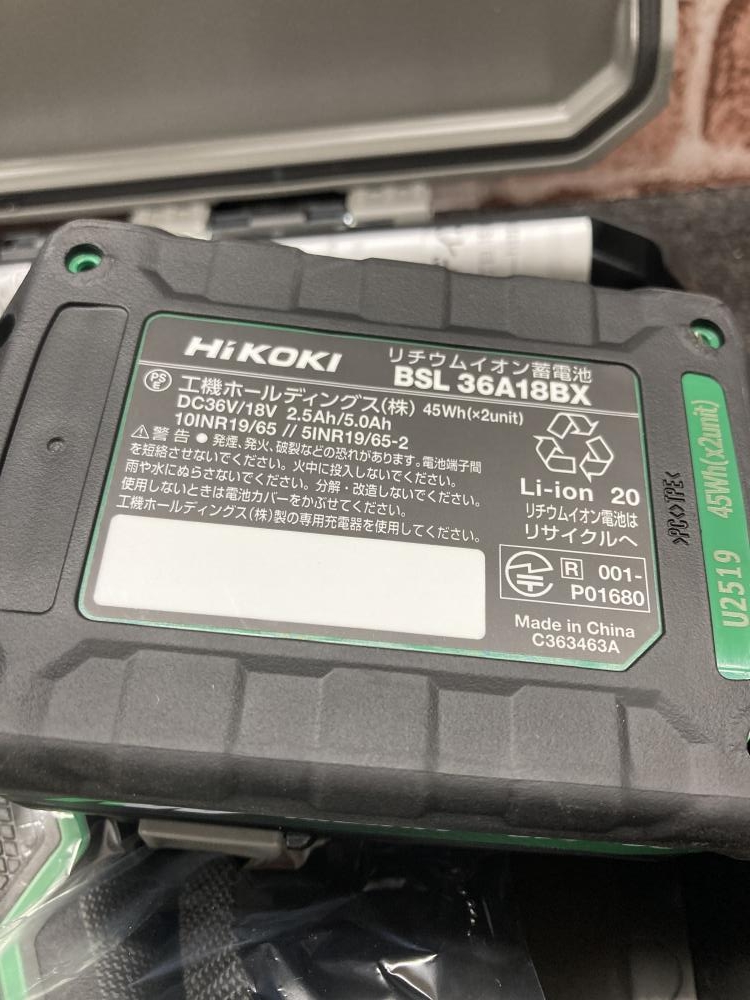 HiKOKI
リチウムイオン蓄電池
BSL 36A18BX
PS E
工機ホールディングス(株) 45Wh(×2unit)
DC36V/18V 2.5Ah/5.0Ah
10INR19/65 // 5INR19/65-2
⚠警告 ● 発煙、発火、破裂などの恐れがあります。電池端子間
を短絡させないでください。火中に投入しないでください。
雨や水にぬらさないでください。分解・改造しないでください。
使用しないときは電池カバーをかぶせてください。
工機ホールディングス(株)製の専用充電器を使用してください。
Li-ion 20
リチウムイオン電池は
リサイクルへ
R 001-
P01680
Made in China
C363463A
>PC<>TPE<
U2519 45Wh(x2unit)